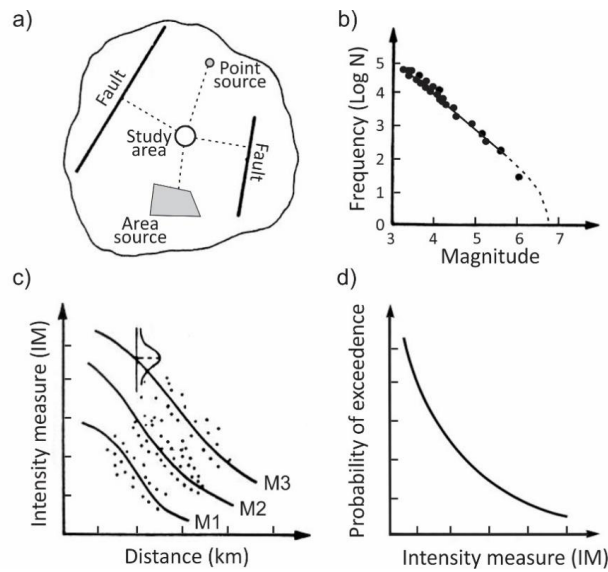 a)
Fault
Point
source
Study
area
Fault
Area
source
b)
Frequency (Log N)
5
4
3
2
1
0
3 4 5 6 7
Magnitude
c)
Intensity measure (IM)
M3
M2
M1
Distance (km)
d)
Probability of exceedence
Intensity measure (IM)